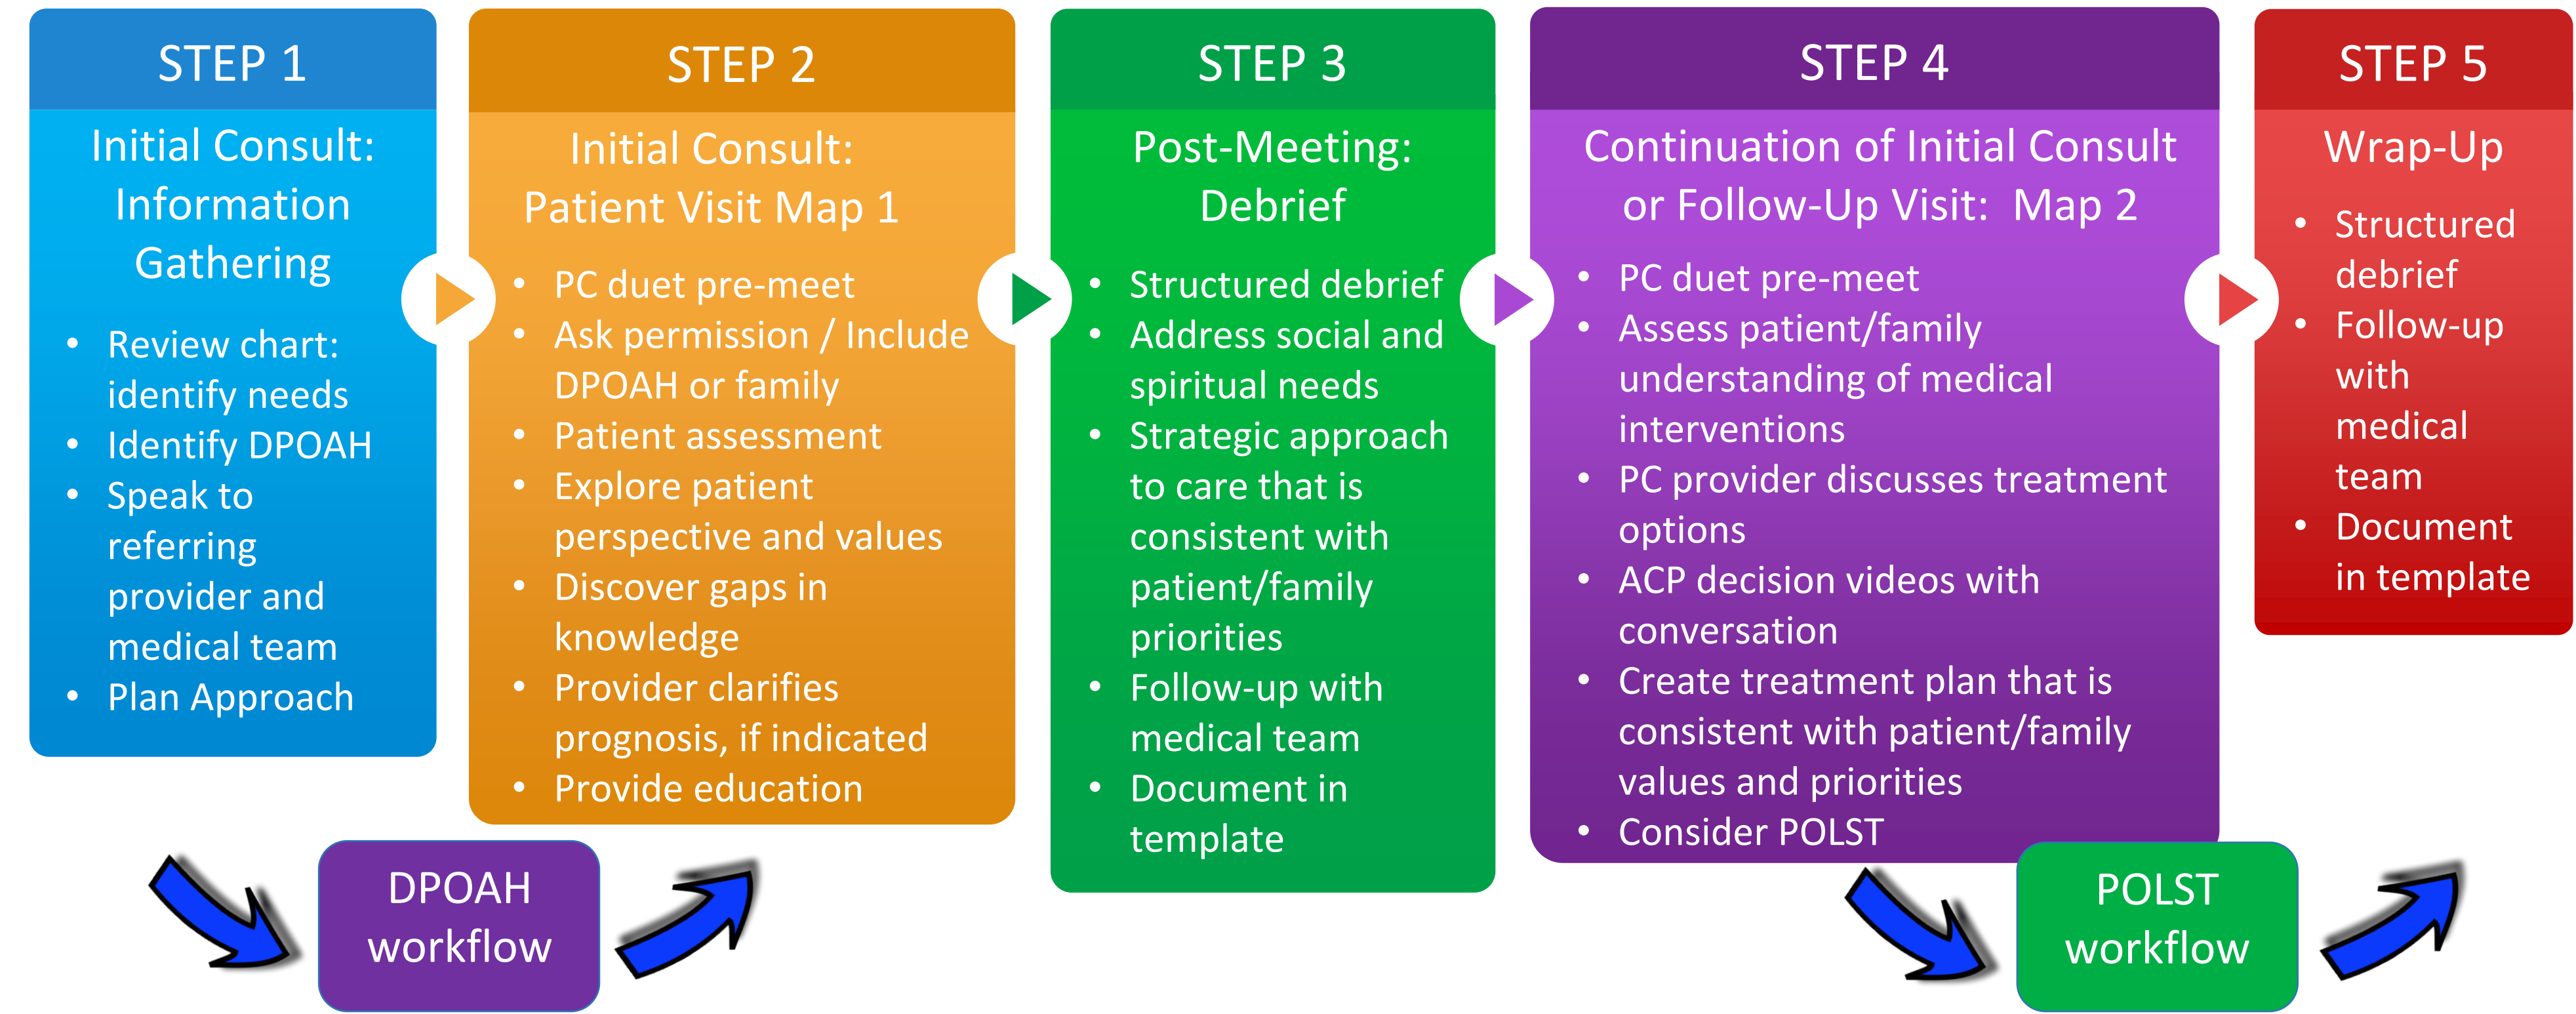 STEP 1
Initial Consult:
Information
Gathering
• Review chart:
identify needs
• Identify DPOAH
• Speak to
referring
provider and
medical team
• Plan Approach
STEP 2
Initial Consult:
Patient Visit Map 1
• PC duet pre-meet
• Ask permission / Include
DPOAH or family
• Patient assessment
• Explore patient
perspective and values
• Discover gaps in
knowledge
• Provider clarifies
prognosis, if indicated
• Provide education
STEP 3
Post-Meeting:
Debrief
• Structured debrief
• Address social and
spiritual needs
• Strategic approach
to care that is
consistent with
patient/family
priorities
• Follow-up with
medical team
• Document in
template
STEP 4
Continuation of Initial Consult
or Follow-Up Visit:  Map 2
• PC duet pre-meet
• Assess patient/family
understanding of medical
interventions
• PC provider discusses treatment
options
• ACP decision videos with
conversation
• Create treatment plan that is
consistent with patient/family
values and priorities
• Consider POLST
STEP 5
Wrap-Up
• Structured
debrief
• Follow-up
with
medical
team
• Document
in template
DPOAH
workflow
POLST
workflow